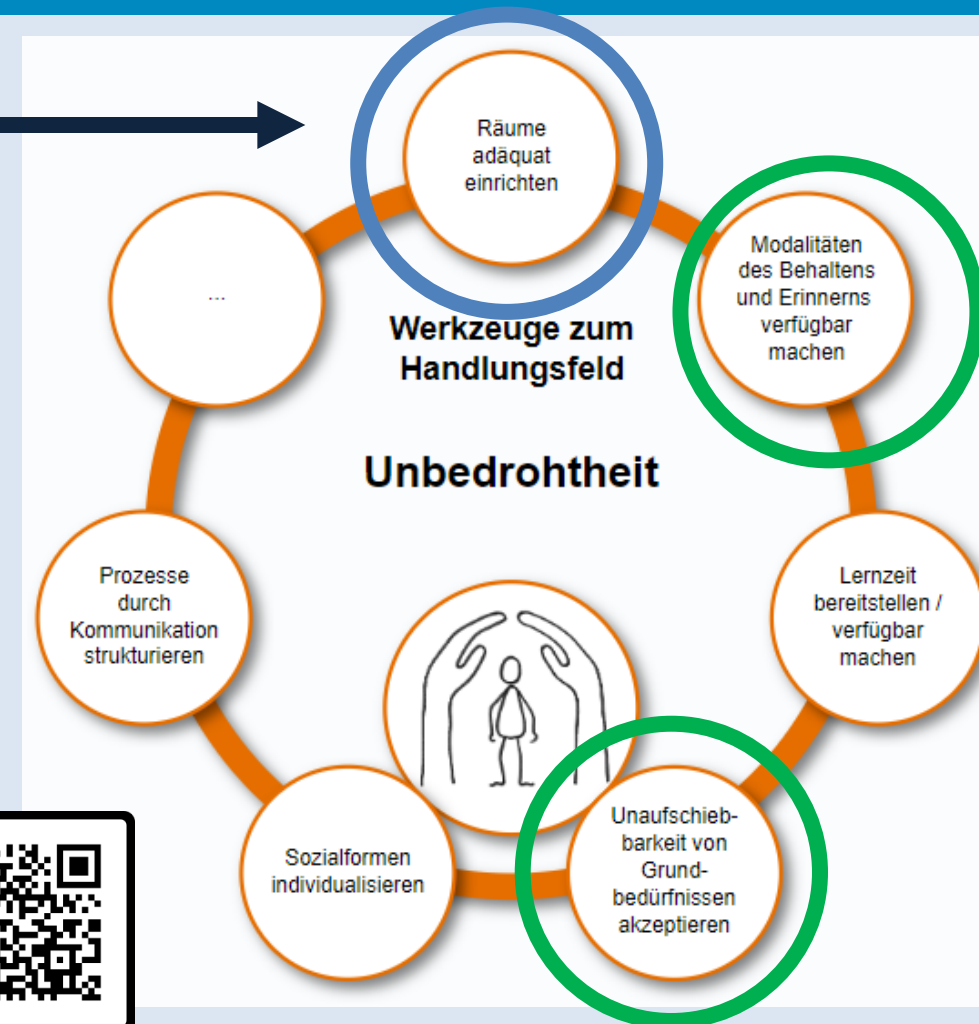 Räume
adäquat
einrichten
Modalitäten
des Behaltens
und Erinnerns
verfügbar
machen
...
Werkzeuge zum
Handlungsfeld
Unbedrohtheit
Lernzeit
bereitstellen /
verfügbar
machen
Prozesse
durch
Kommunikation
strukturieren
Unaufschieb-
barkeit von
Grund-
bedürfnissen
akzeptieren
Sozialformen
individualisieren